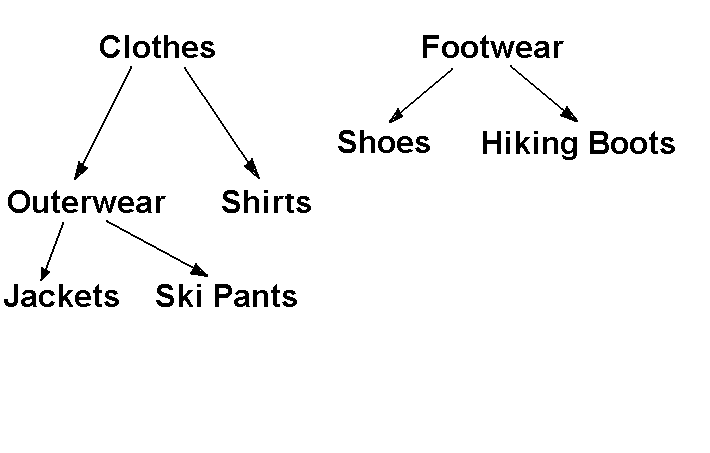 Clothes
Footwear
Shoes
Hiking Boots
Outerwear
Shirts
Jackets
Ski Pants